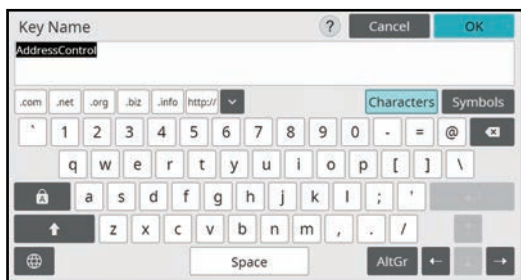 Key Name ? Cancel OK
AddressControl
.com .net .org .biz .info http:// Characters Symbols
` 1 2 3 4 5 6 7 8 9 0 - = @
q w e r t y u i o p [ ] \
A a s d f g h j k l ; '
z x c v b n m , . /
Space AltGr